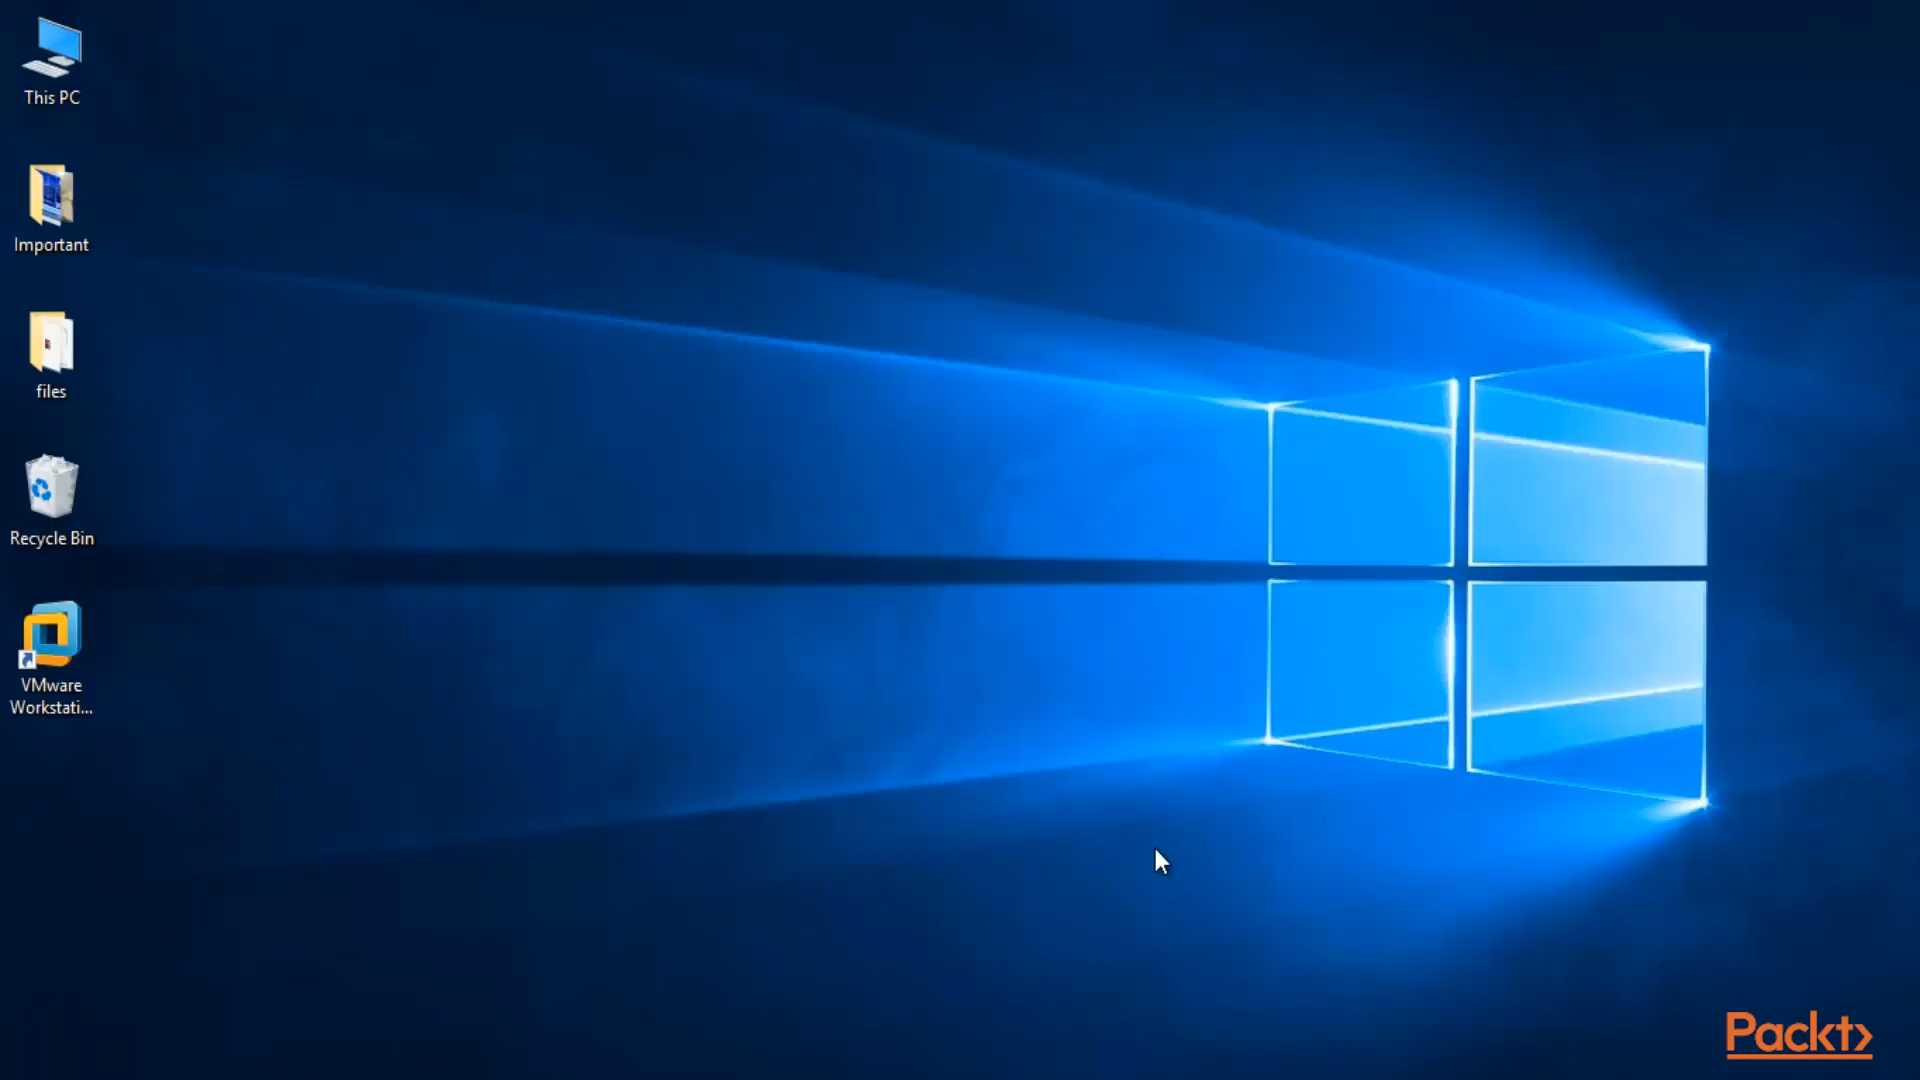 This PC
Important
files
Recycle Bin
VMware
Workstati...
Packt>